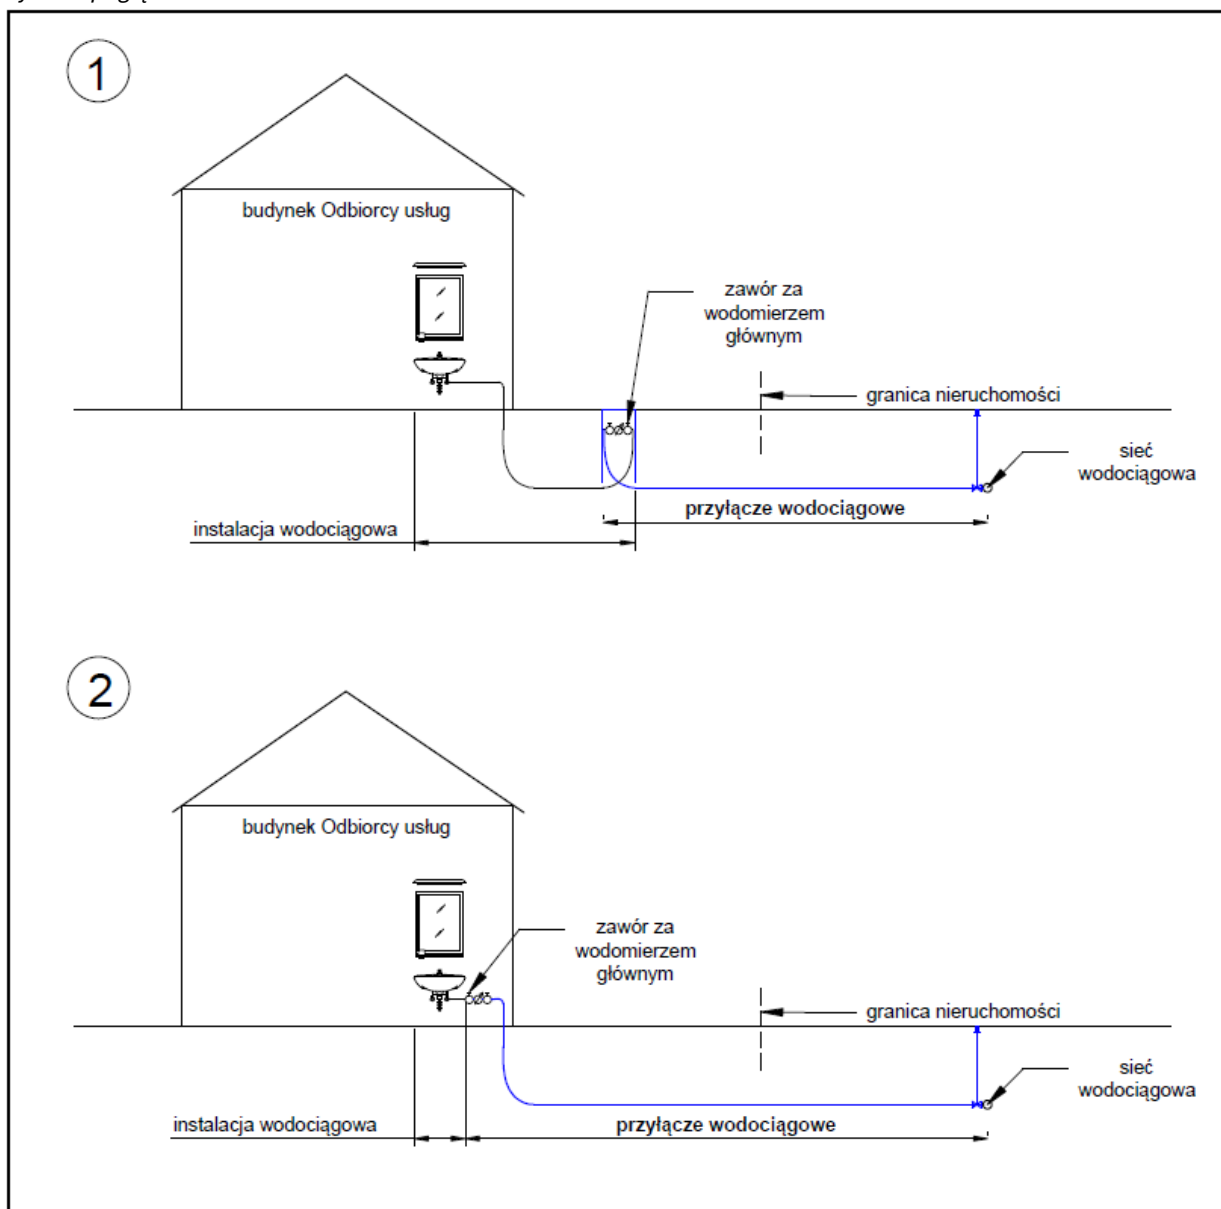 1
budynek Odbiorcy usług
zawór za
wodomierzem
głównym
granica nieruchomości
sieć
wodociągowa
przyłącze wodociągowe
instalacja wodociągowa
2
budynek Odbiorcy usług
zawór za
wodomierzem
głównym
granica nieruchomości
sieć
wodociągowa
instalacja wodociągowa
przyłącze wodociągowe